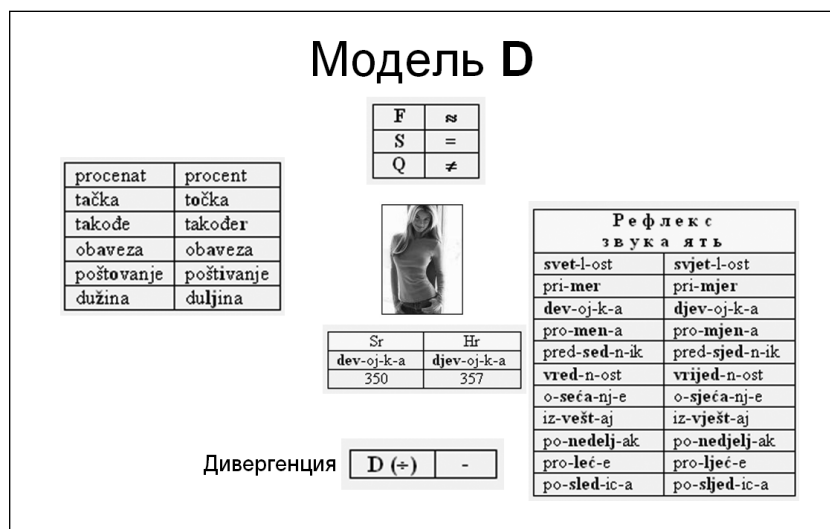 Модель D
F ≈
S =
Q ≠
procenat procent
tačka točka
takođe također
obaveza obaveza
poštovanje poštivanje
dužina duljina
Sr Hr
dev-oj-k-a djev-oj-k-a
350 357
Рефлекс
звука ять
svet-l-ost svjet-l-ost
pri-mer pri-mjer
dev-oj-k-a djev-oj-k-a
pro-men-a pro-mjen-a
pred-sed-n-ik pred-sjed-n-ik
vred-n-ost vrijed-n-ost
o-seća-nj-e o-sjeća-nj-e
iz-vešt-aj iz-vješt-aj
po-nedelj-ak po-nedjelj-ak
pro-leć-e pro-ljeć-e
po-sled-ic-a po-sljed-ic-a
Дивергенция D (÷) -